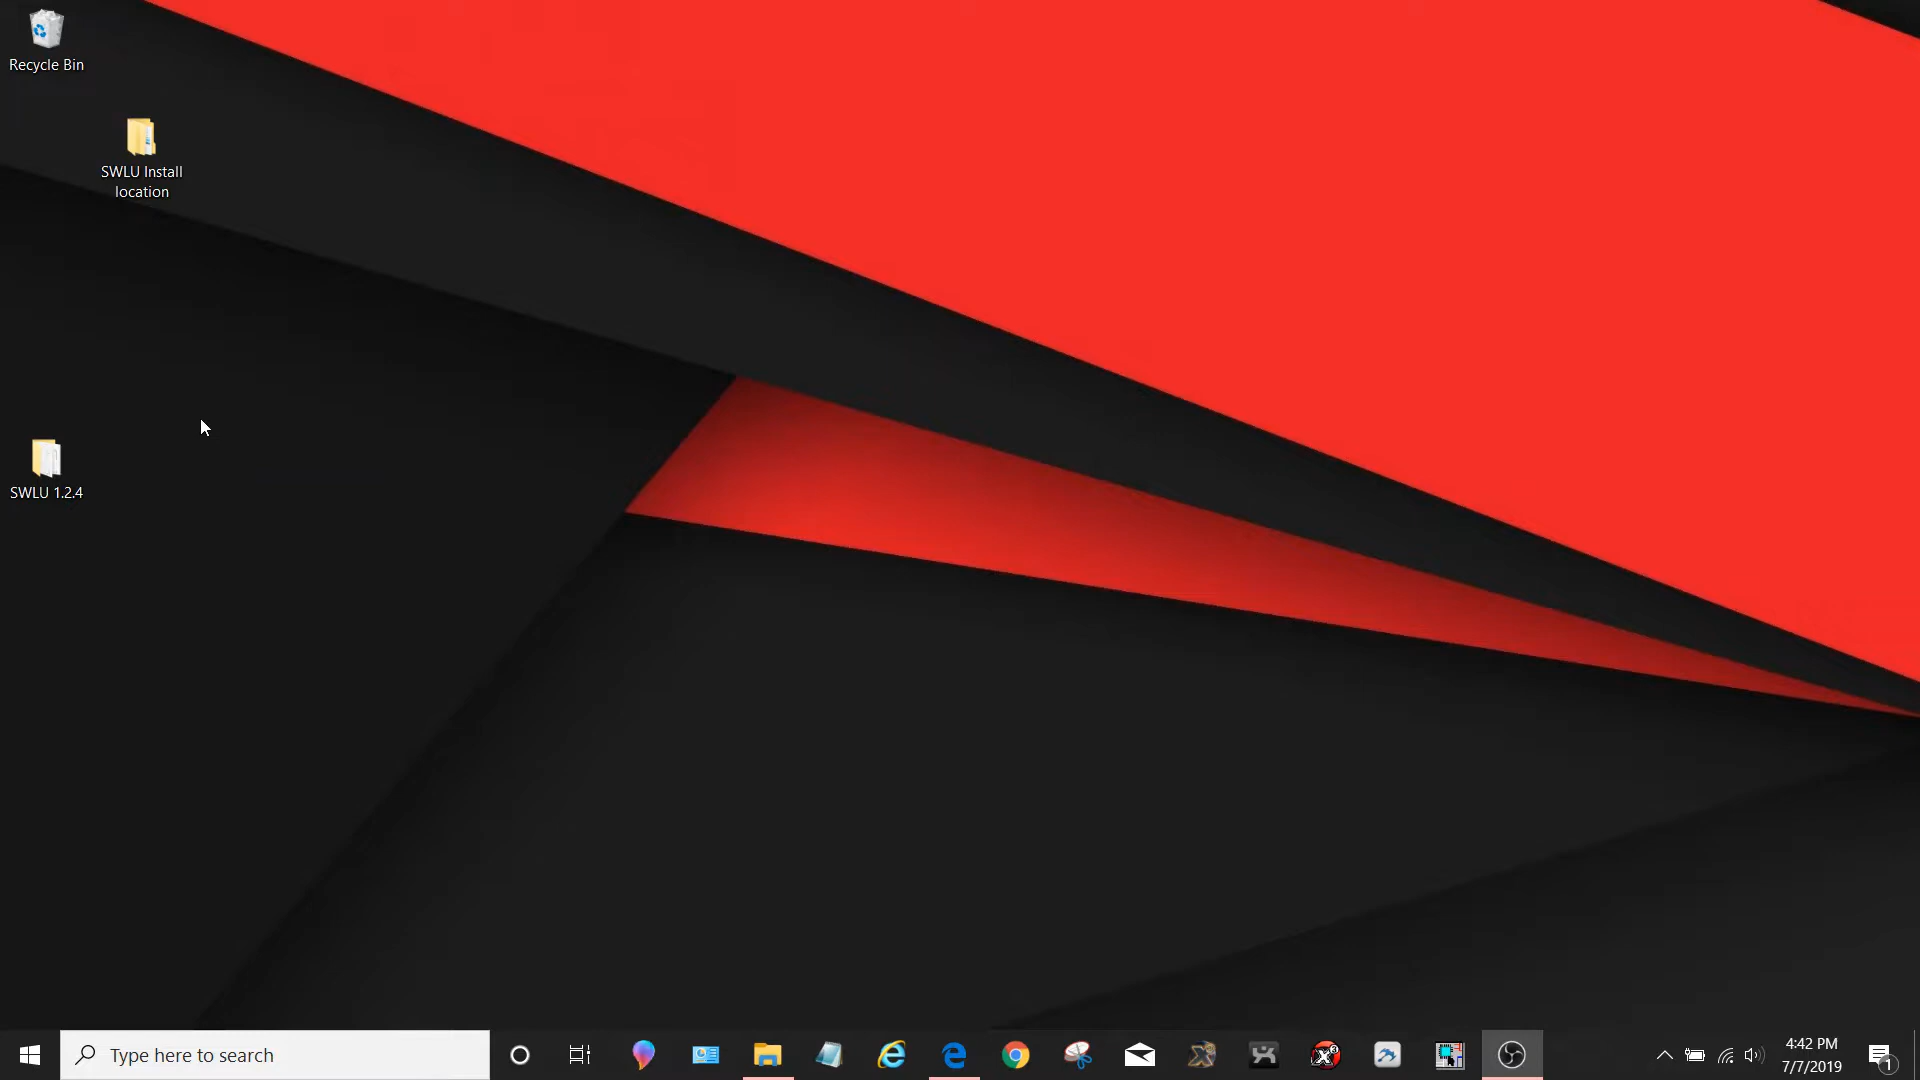 Recycle Bin
SWLU Install
location
SWLU 1.2.4
Type here to search
4:42 PM
7/7/2019
1